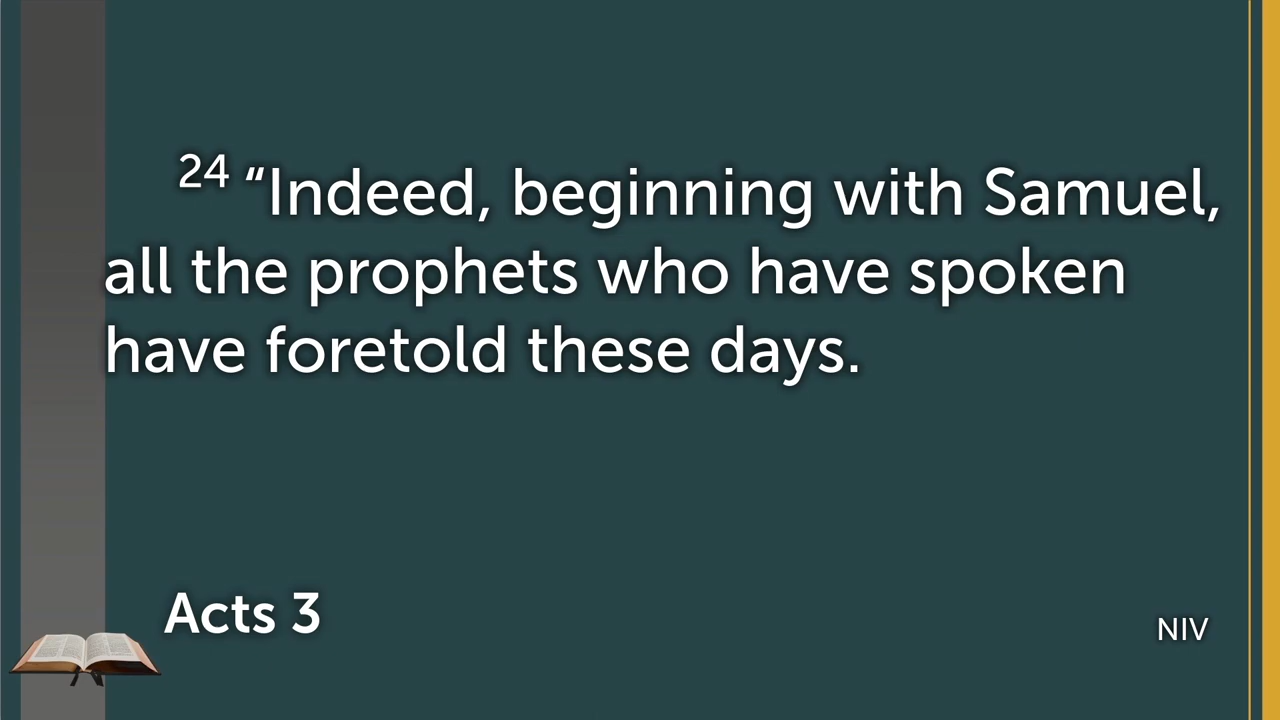 24 “Indeed, beginning with Samuel,
all the prophets who have spoken
have foretold these days.
Acts 3
NIV